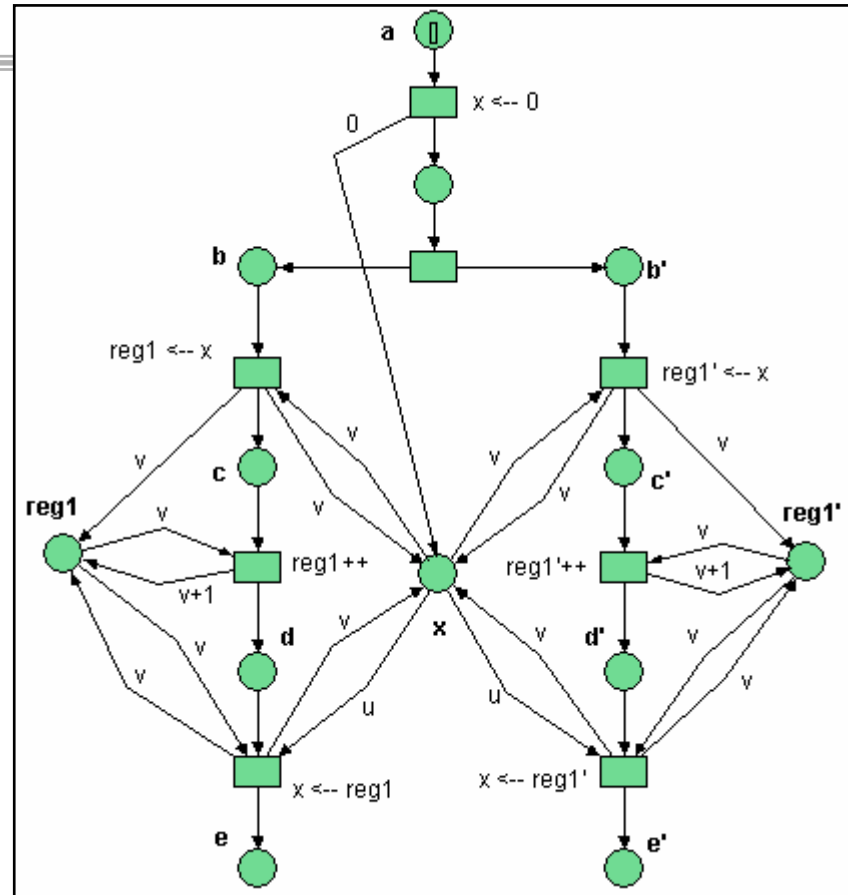 a
[]
x <-- 0
0
b
b'
reg1 <-- x
reg1' <-- x
v
v
v
v
v
v
c
c'
reg1
reg1'
v
v
reg1++
reg1'++
v+1
v+1
x
d
d'
v
v
v
v
v
v
u
u
x <-- reg1
x <-- reg1'
e
e'